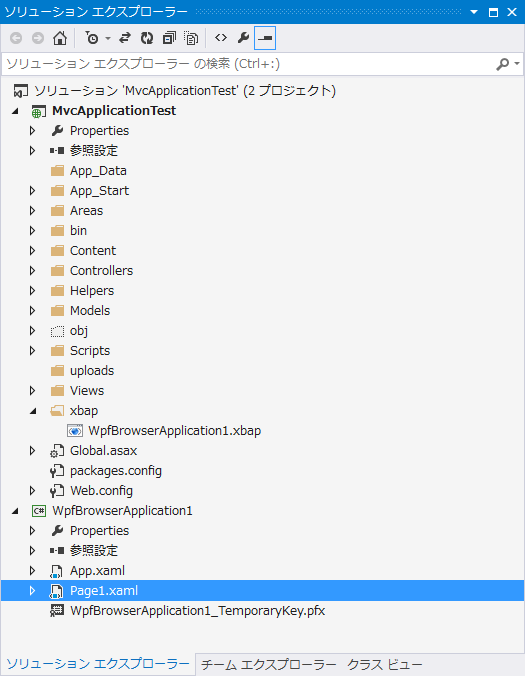 ソリューション エクスプローラー
ソリューション エクスプローラー の検索 (Ctrl+:)
ソリューション 'MvcApplicationTest' (2 プロジェクト)
MvcApplicationTest
Properties
参照設定
App_Data
App_Start
Areas
bin
Content
Controllers
Helpers
Models
obj
Scripts
uploads
Views
xbap
WpfBrowserApplication1.xbap
Global.asax
packages.config
Web.config
C# WpfBrowserApplication1
Properties
参照設定
App.xaml
Page1.xaml
WpfBrowserApplication1_TemporaryKey.pfx
ソリューション エクスプローラー チーム エクスプローラー クラス ビュー